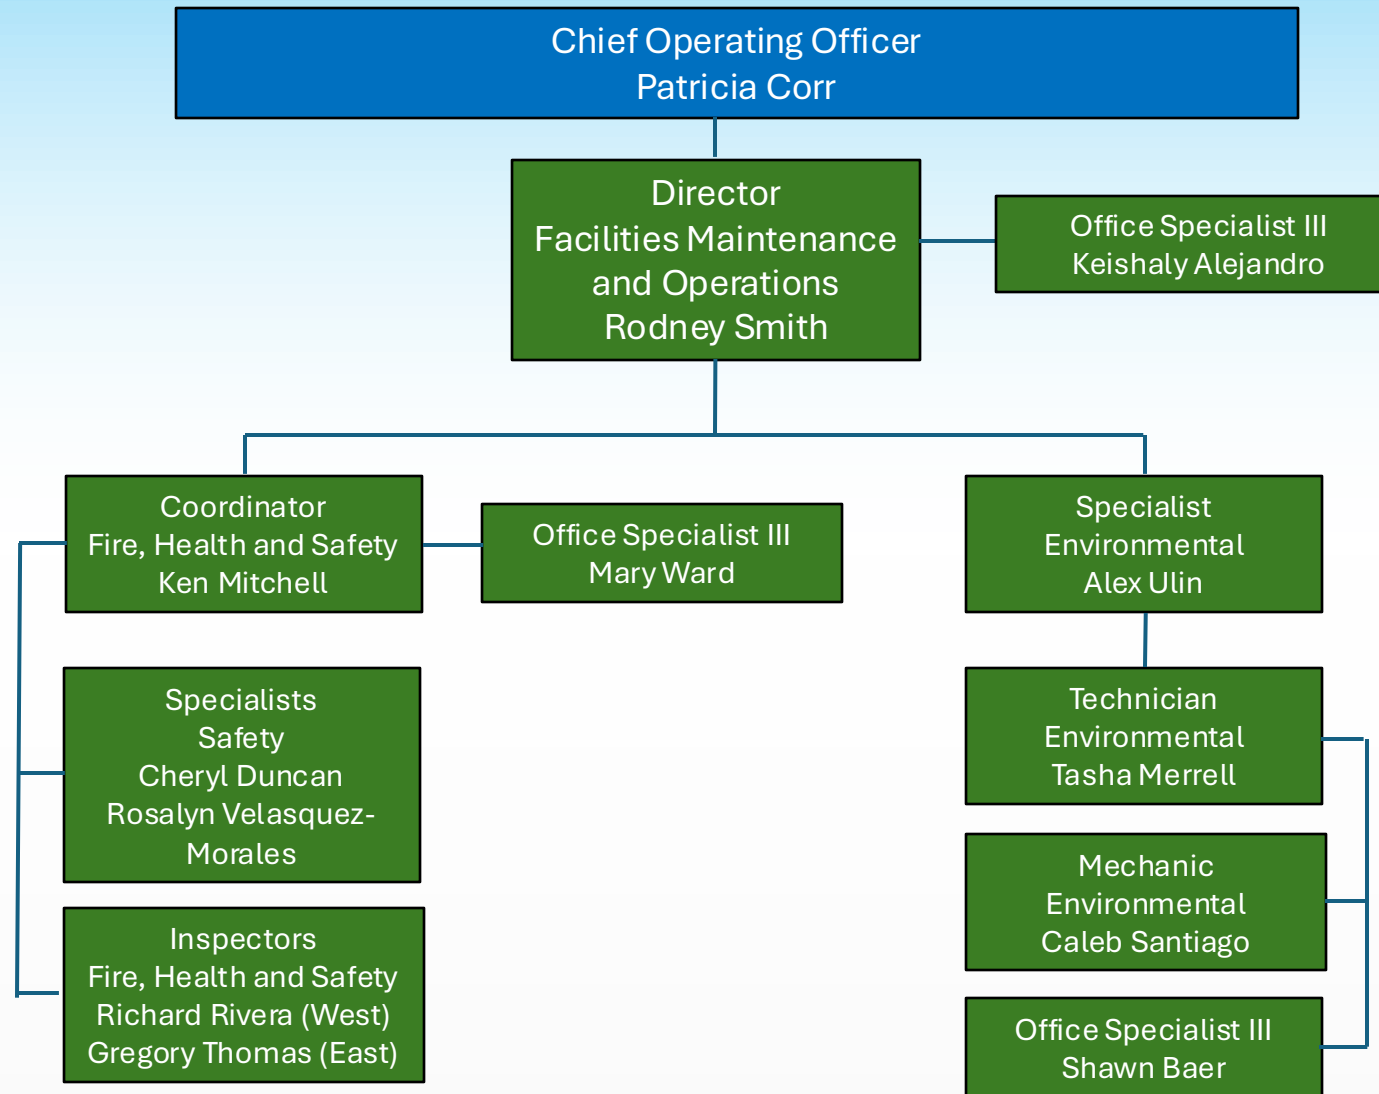 Chief Operating Officer
Patricia Corr
Director
Facilities Maintenance
and Operations
Rodney Smith
Office Specialist III
Keishaly Alejandro
Coordinator
Fire, Health and Safety
Ken Mitchell
Office Specialist III
Mary Ward
Specialist
Environmental
Alex Ulin
Specialists
Safety
Cheryl Duncan
Rosalyn Velasquez-
Morales
Technician
Environmental
Tasha Merrell
Mechanic
Environmental
Caleb Santiago
Inspectors
Fire, Health and Safety
Richard Rivera (West)
Gregory Thomas (East)
Office Specialist III
Shawn Baer